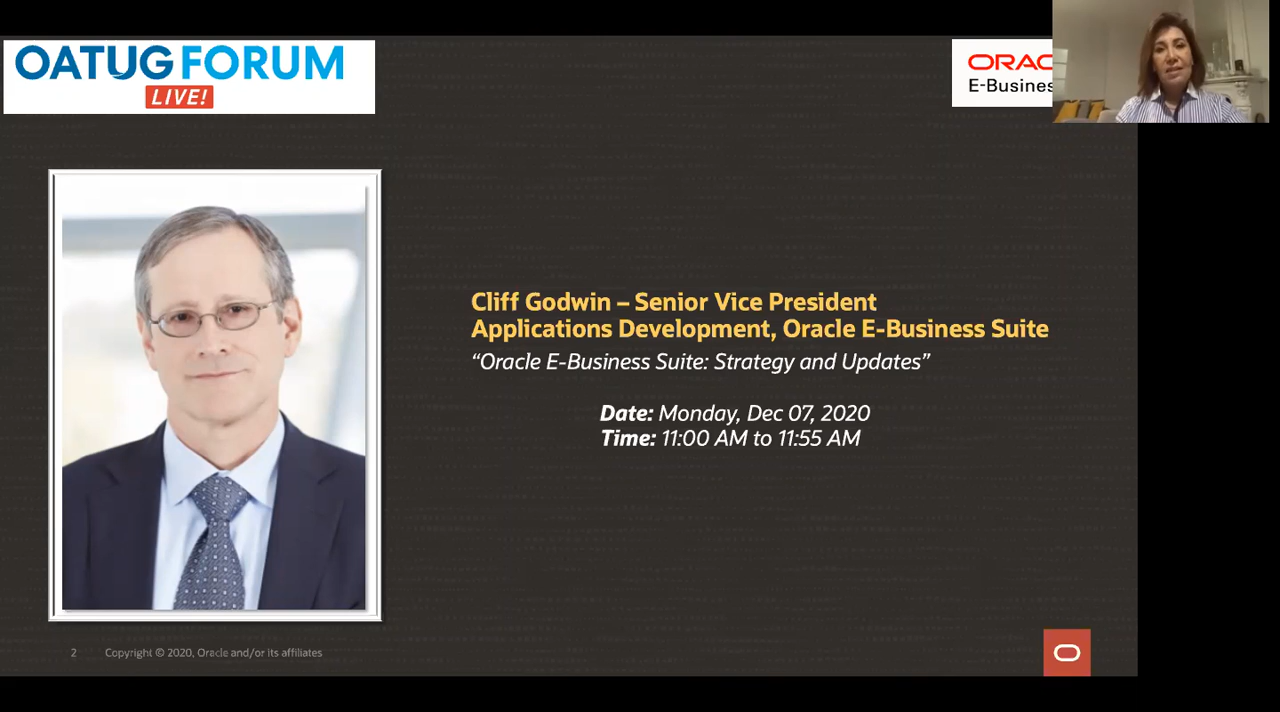 OATUG FORUM
LIVE!
ORAC
E-Busines
Cliff Godwin – Senior Vice President
Applications Development, Oracle E-Business Suite
“Oracle E-Business Suite: Strategy and Updates”
Date: Monday, Dec 07, 2020
Time: 11:00 AM to 11:55 AM
2 Copyright © 2020, Oracle and/or its affiliates